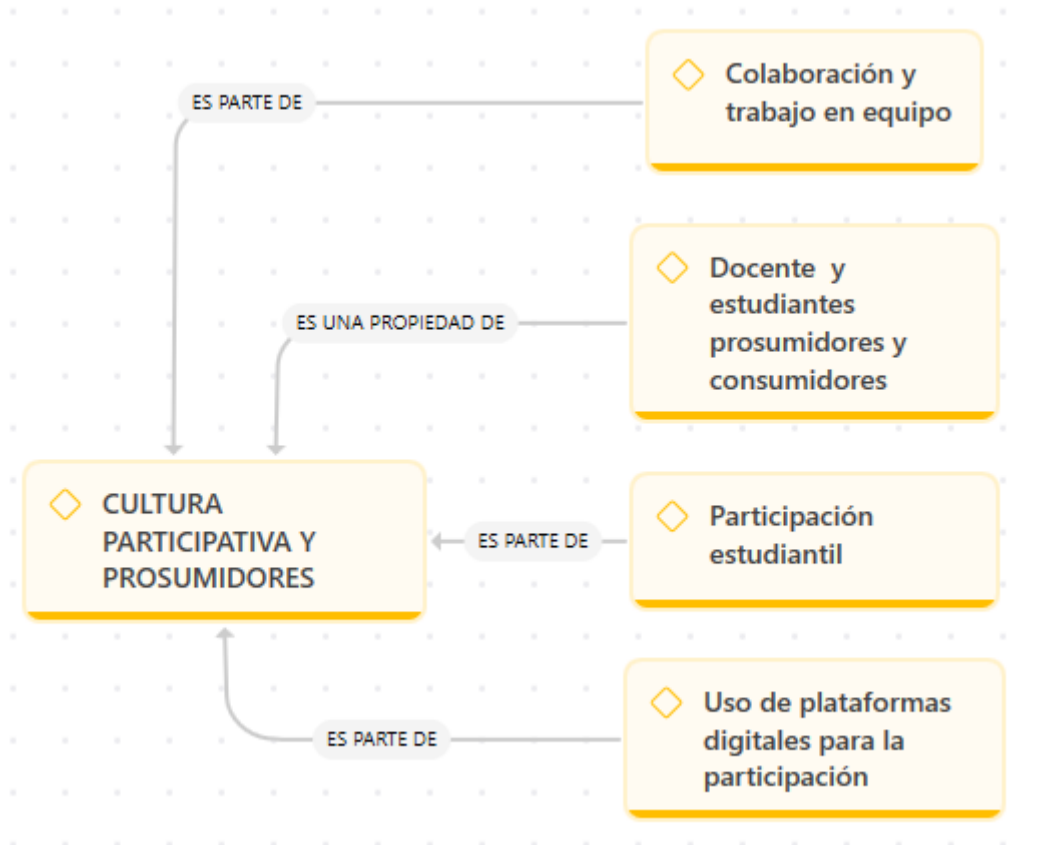 Colaboración y
trabajo en equipo
ES PARTE DE
Docente  y
estudiantes
prosumidores y
consumidores
ES UNA PROPIEDAD DE
CULTURA
PARTICIPATIVA Y
PROSUMIDORES
ES PARTE DE
Participación
estudiantil
Uso de plataformas
digitales para la
participación
ES PARTE DE